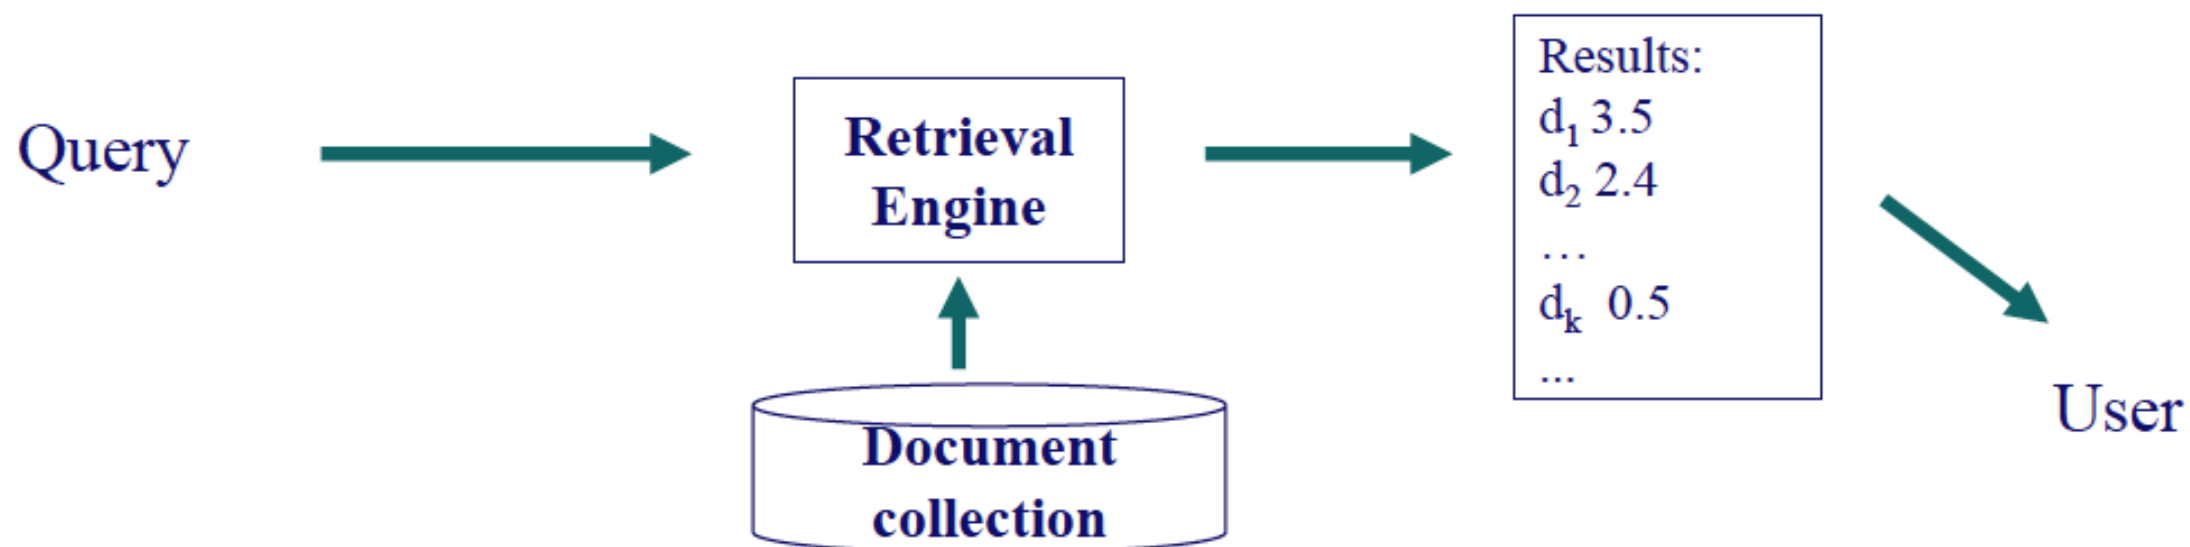 Query
Retrieval
Engine
Document
collection
Results:
d₁ 3.5
d₂ 2.4
…
dₖ 0.5
...
User